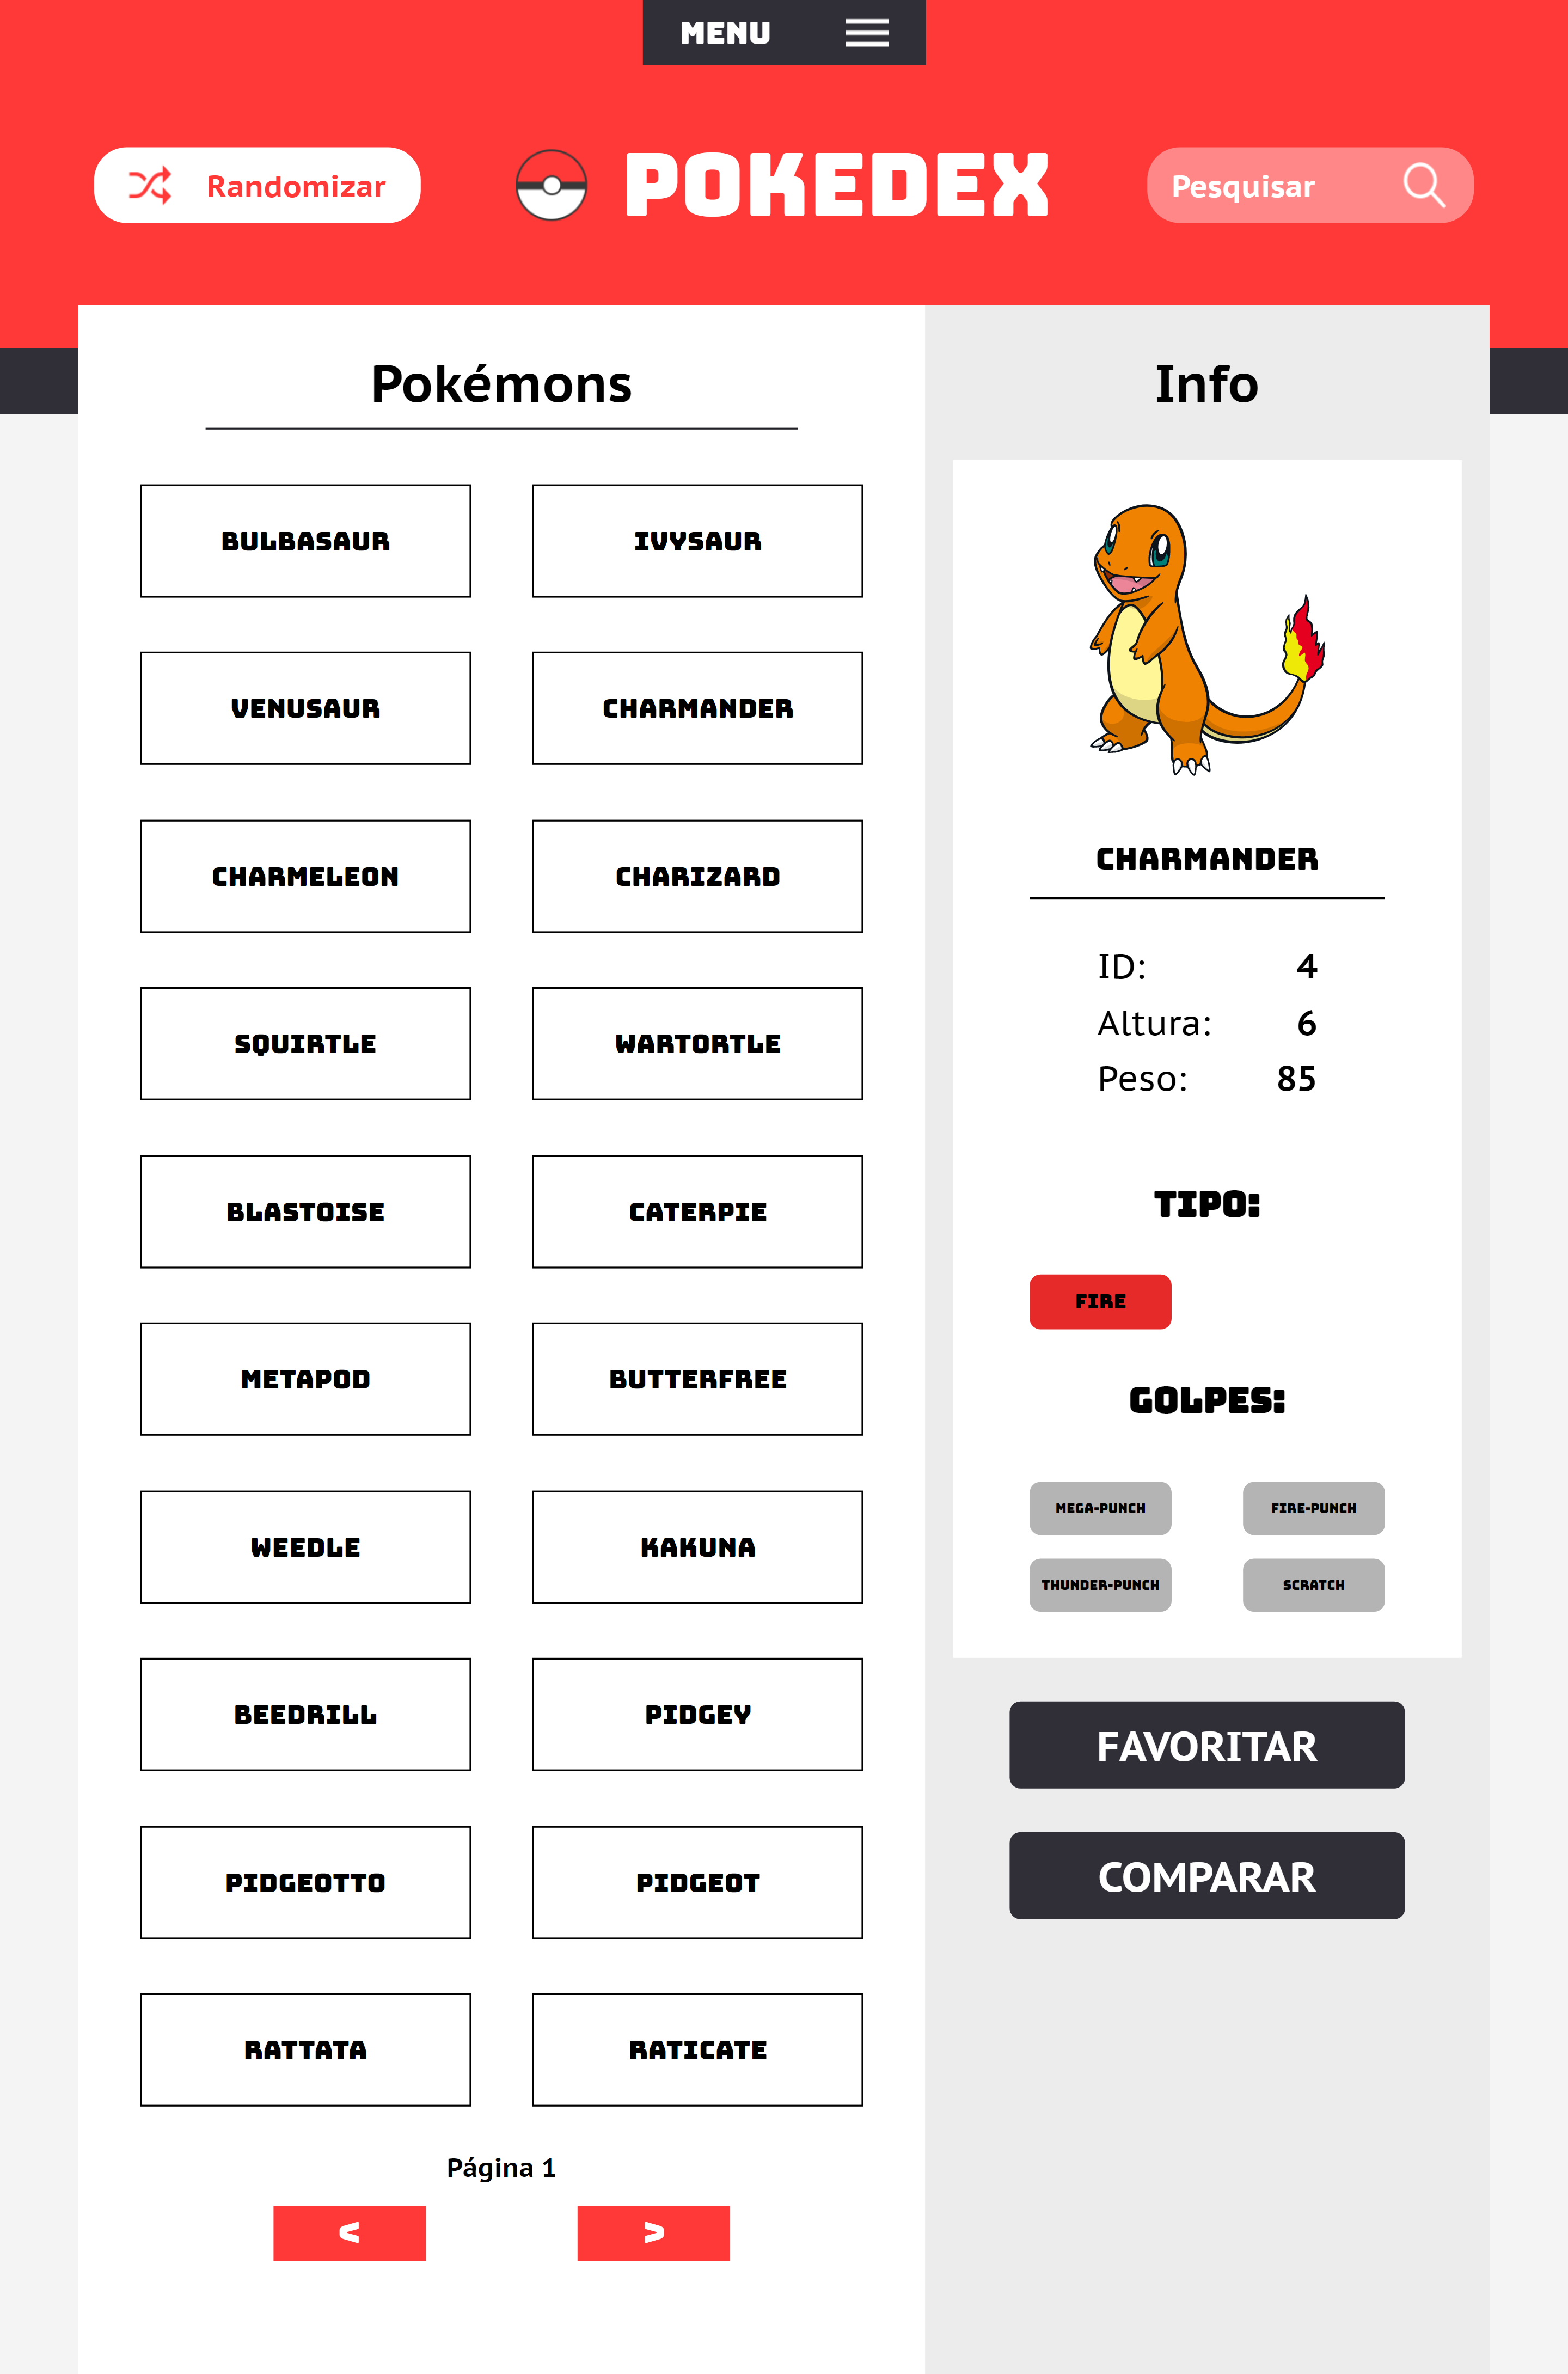 MENU
Randomizar
POKEDEX
Pesquisar
Pokémons
BULBASAUR
IVYSAUR
VENUSAUR
CHARMANDER
CHARMELEON
CHARIZARD
SQUIRTLE
WARTORTLE
BLASTOISE
CATERPIE
METAPOD
BUTTERFREE
WEEDLE
KAKUNA
BEEDRILL
PIDGEY
PIDGEOTTO
PIDGEOT
RATTATA
RATICATE
Página 1
< >
Info
CHARMANDER
ID: 4
Altura: 6
Peso: 85
TIPO:
FIRE
GOLPES:
MEGA-PUNCH
FIRE-PUNCH
THUNDER-PUNCH
SCRATCH
FAVORITAR
COMPARAR